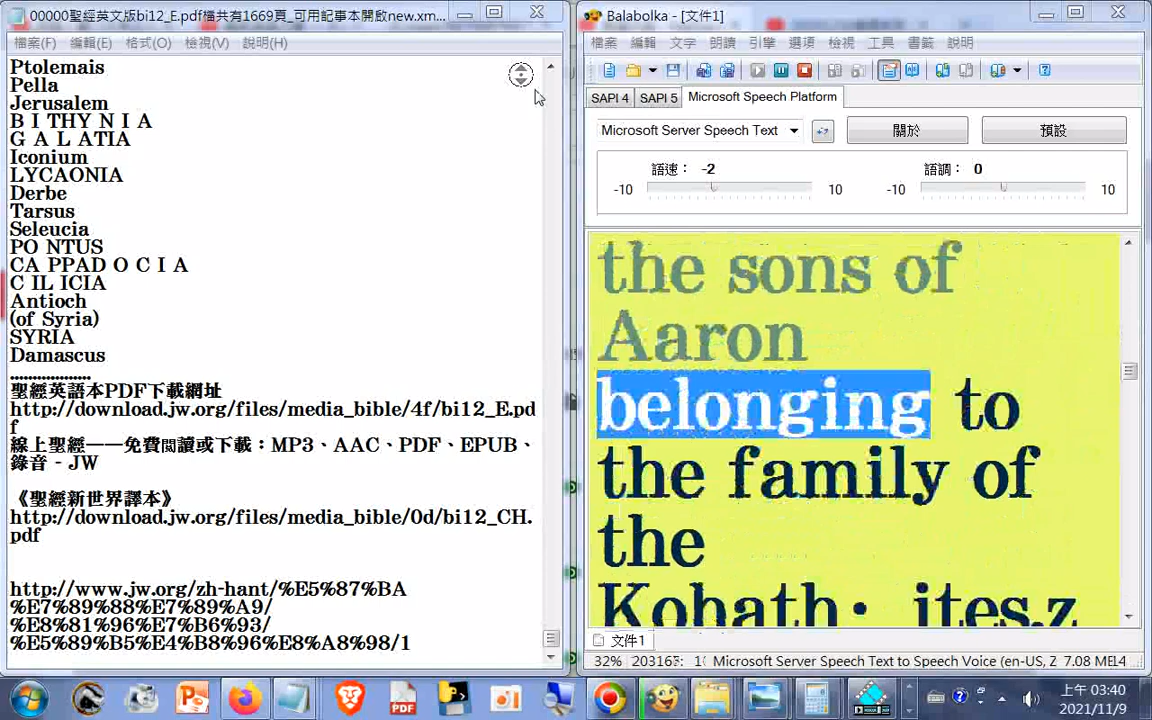 00000聖經英文版bi12_E.pdf檔共有1669頁_可用記事本開啟new.xm...
檔案(F) 編輯(E) 格式(O) 檢視(V) 說明(H)
Ptolemais
Pella
Jerusalem
B I THY N I A
G A L ATIA
Iconium
LYCAONIA
Derbe
Tarsus
Seleucia
PO NTUS
CA PPAD O C I A
C IL ICIA
Antioch
(of Syria)
SYRIA
Damascus
..................
聖經英語本PDF下載網址
http://download.jw.org/files/media_bible/4f/bi12_E.pd
f
線上聖經——免費閱讀或下載：MP3、AAC、PDF、EPUB、
錄音 - JW
《聖經新世界譯本》
http://download.jw.org/files/media_bible/0d/bi12_CH.
pdf
http://www.jw.org/zh-hant/%E5%87%BA
%E7%89%88%E7%89%A9/
%E8%81%96%E7%B6%93/
%E5%89%B5%E4%B8%96%E8%A8%98/1
Balabolka - [文件1]
檔案 編輯 文字 朗讀 引擎 選項 檢視 工具 書籤 說明
SAPI 4 SAPI 5 Microsoft Speech Platform
Microsoft Server Speech Text 關於 預設
語速： -2 語調： 0
-10 10 -10 10
the sons of
Aaron
belonging to
the family of
the
Kohath· ites,z
文件1
32% Microsoft Server Speech Text to Speech Voice (en-US, Z 7.08 ME
PDF
上午 03:40
2021/11/9